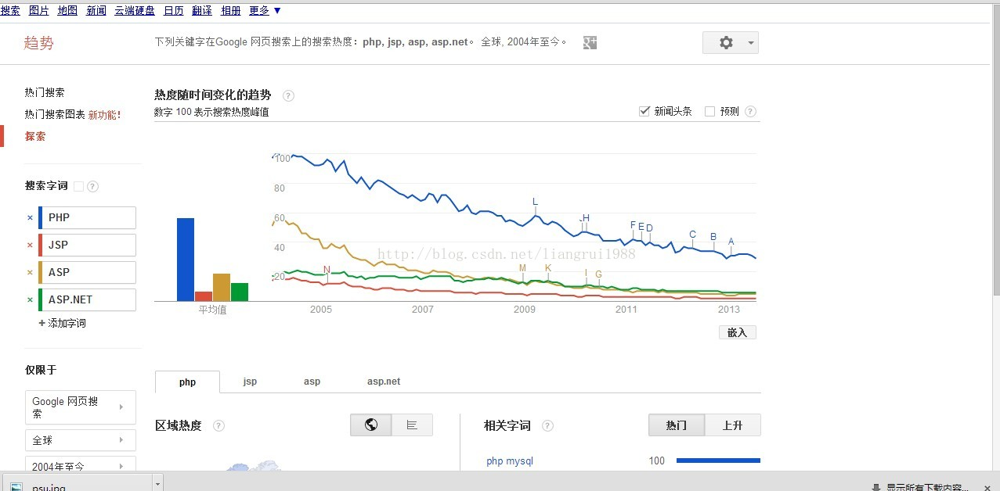 搜索 图片 地图 新闻 云端硬盘 日历 翻译 相册 更多 ▼
趋势
下列关键字在Google 网页搜索上的搜索热度：php, jsp, asp, asp.net。 全球, 2004年至今。
热门搜索
热门搜索图表 新功能!
探索
搜索字词 ?
× PHP
× JSP
× ASP
× ASP.NET
+ 添加字词
仅限于
Google 网页搜
索
全球
2004年至今
热度随时间变化的趋势 ?
数字 100 表示搜索热度峰值
新闻头条 预测 ?
100
80
60
40
20
L
H
F E D
C B A
M K
I G
N
http://blog.csdn.net/liangrui1988
平均值 2005 2007 2009 2011 2013
嵌入
php jsp asp asp.net
区域热度 ?
相关字词 ?
热门 上升
php mysql 100
psu.jpg
显示所有下载内容... ×